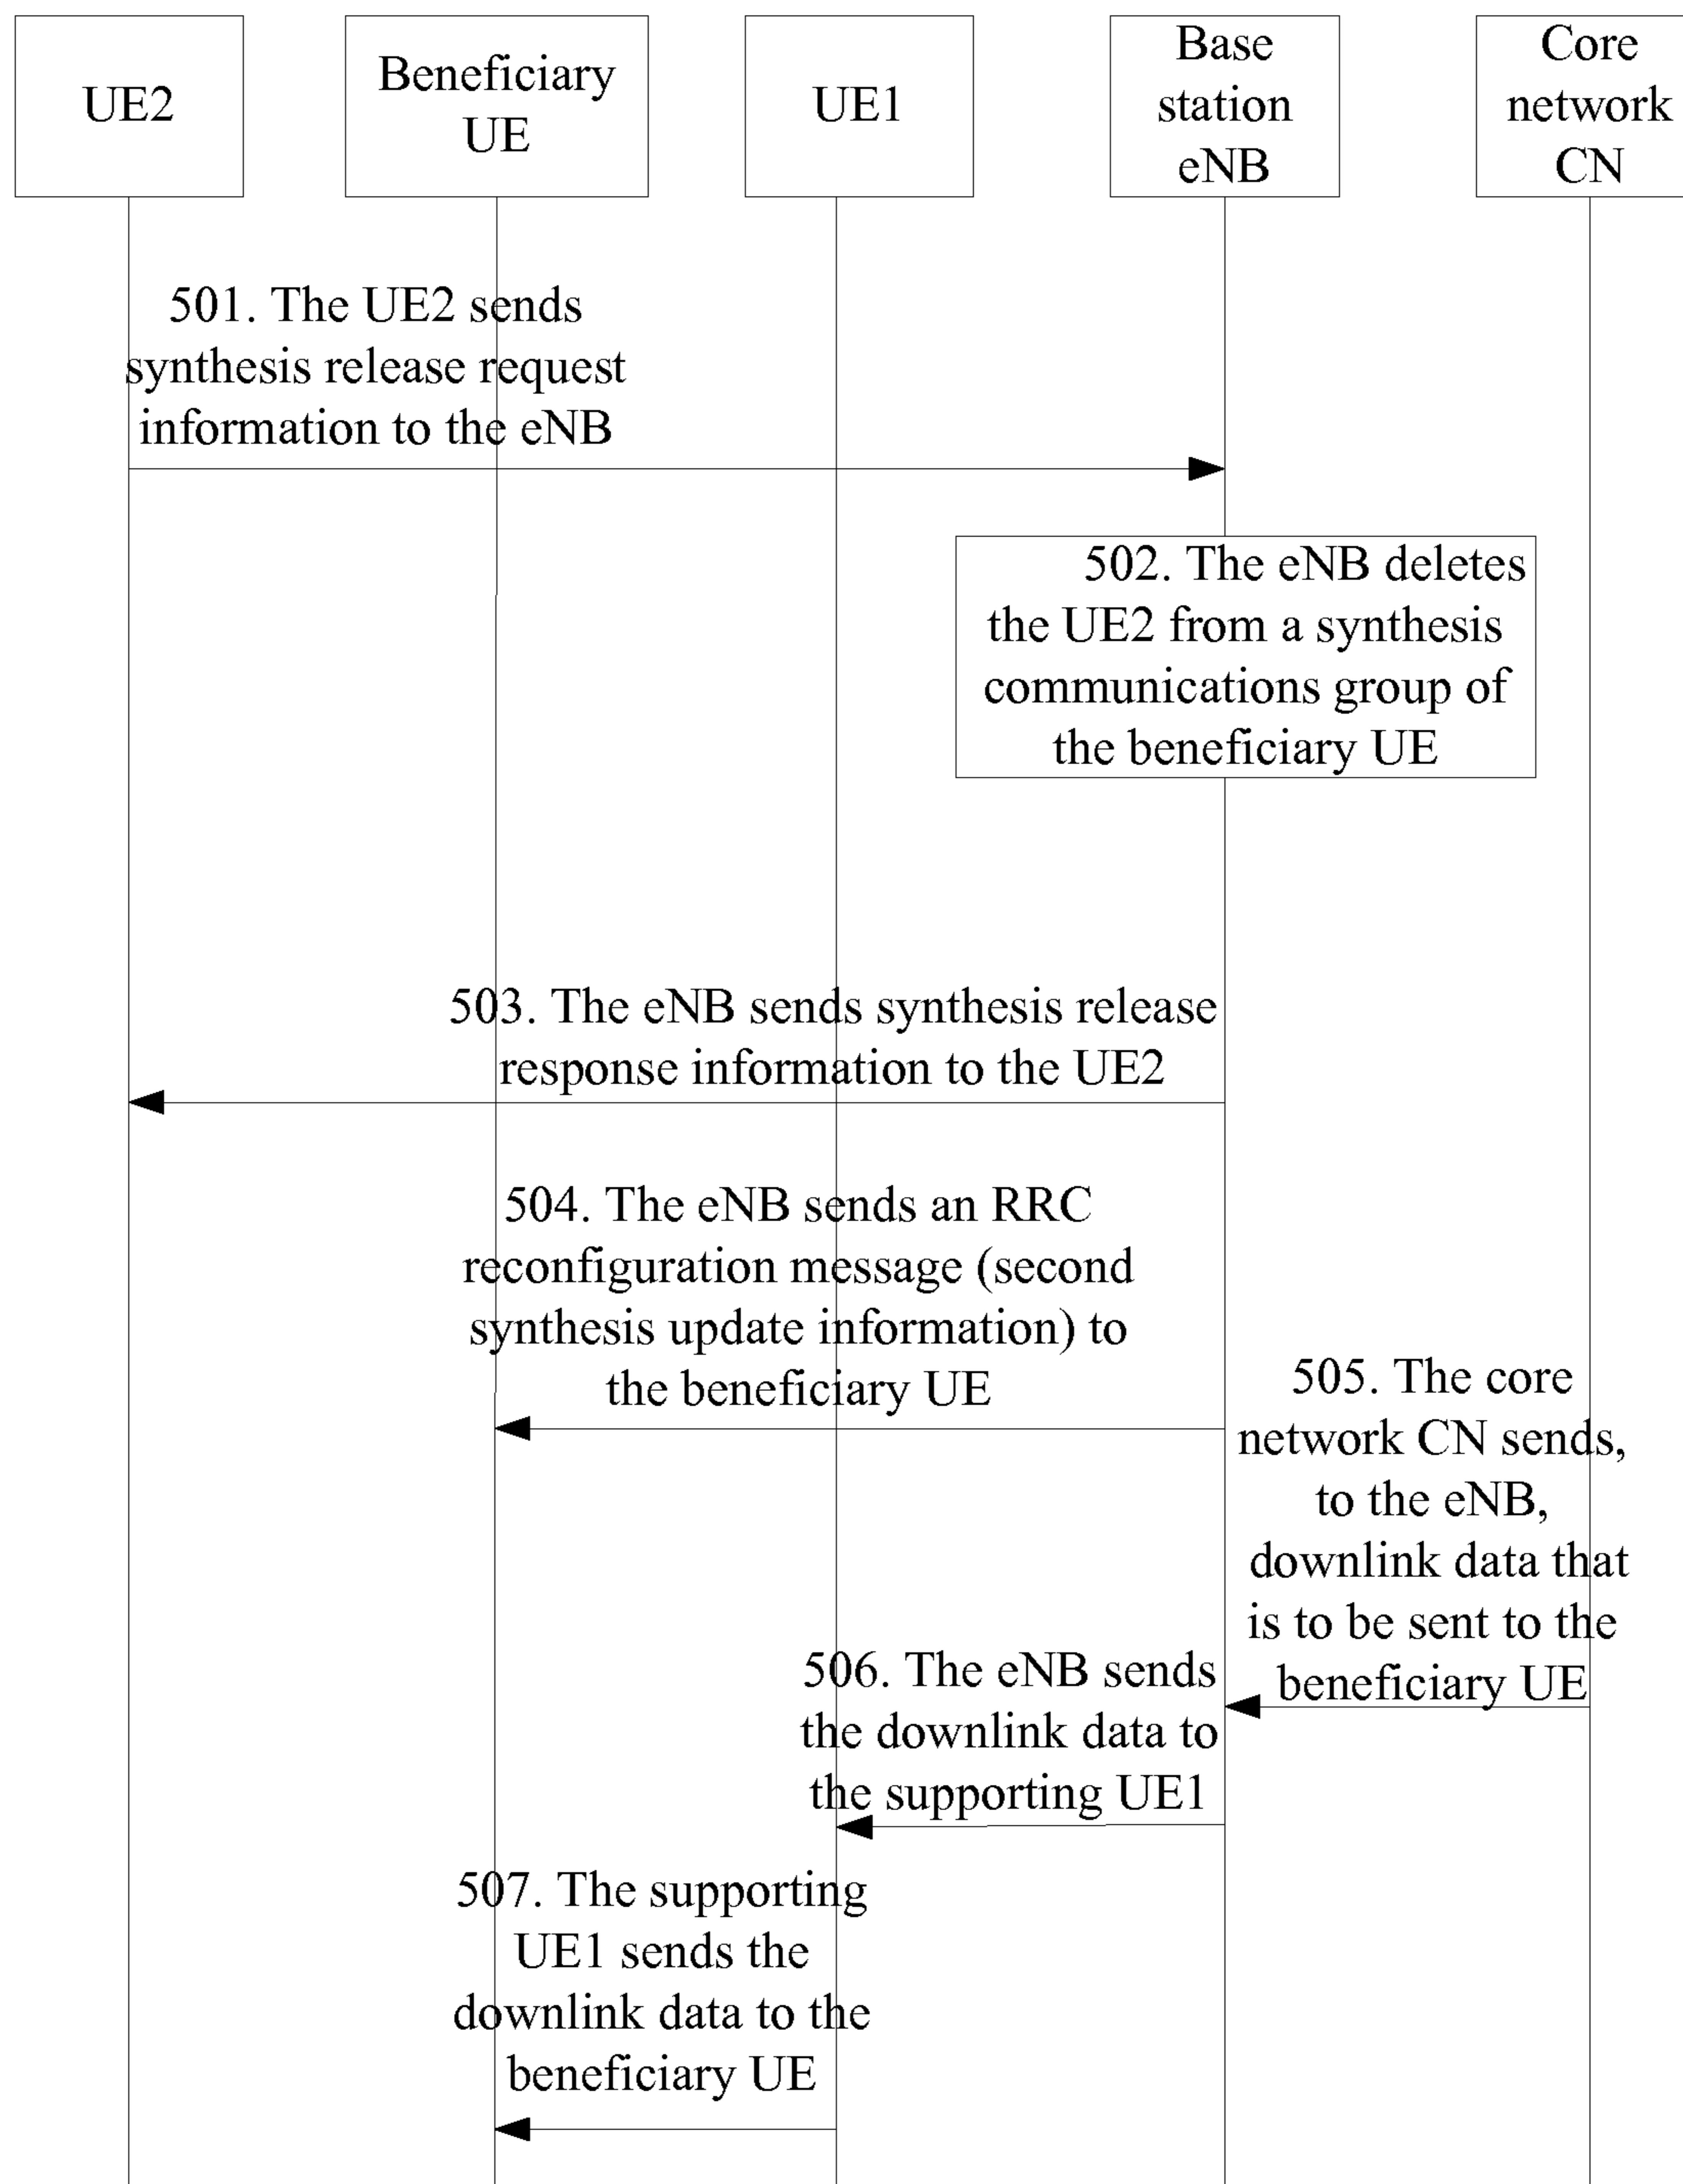 UE2
Beneficiary
UE
UE1
Base
station
eNB
Core
network
CN
501. The UE2 sends
synthesis release request
information to the eNB
502. The eNB deletes
the UE2 from a synthesis
communications group of
the beneficiary UE
503. The eNB sends synthesis release
response information to the UE2
504. The eNB sends an RRC
reconfiguration message (second
synthesis update information) to
the beneficiary UE
505. The core
network CN sends,
to the eNB,
downlink data that
is to be sent to the
beneficiary UE
506. The eNB sends
the downlink data to
the supporting UE1
507. The supporting
UE1 sends the
downlink data to the
beneficiary UE